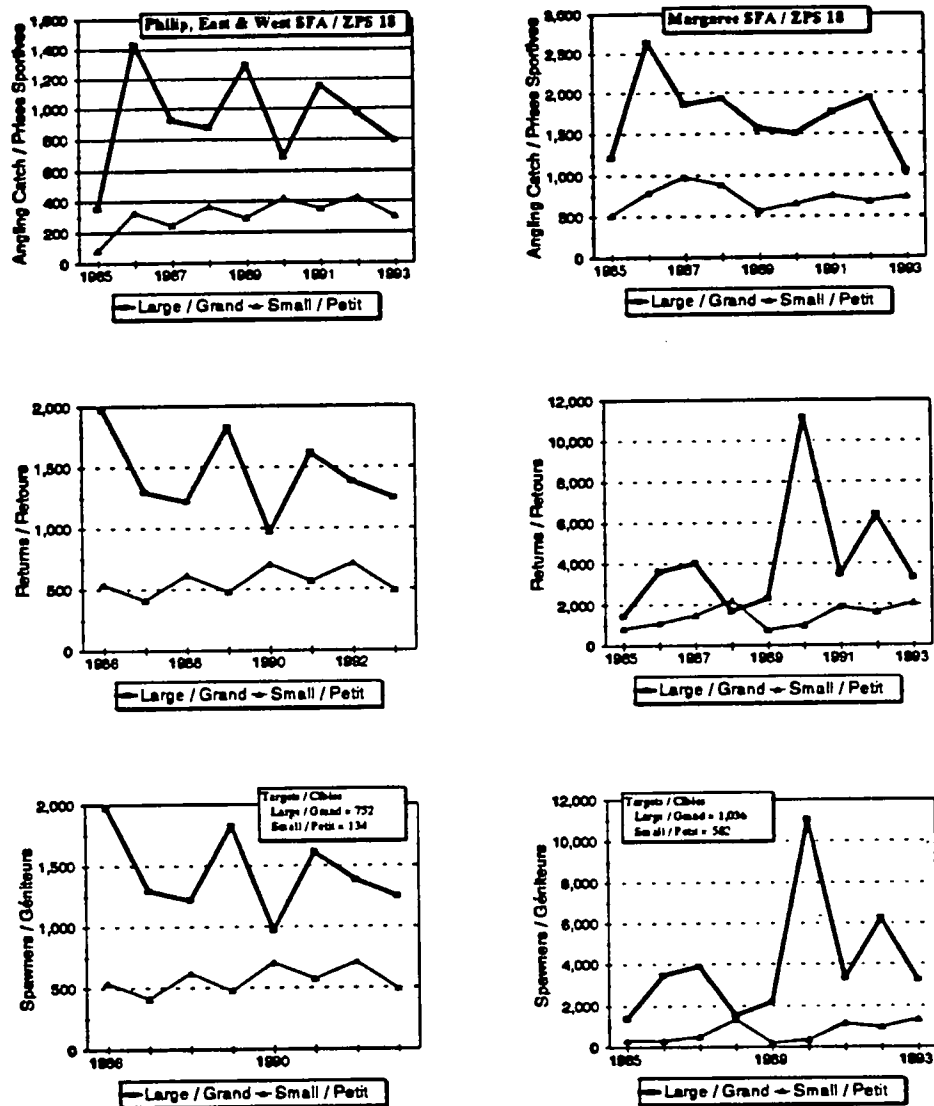 Philip, East & West SFA / ZPS 18
Angling Catch / Prises Sportives
1,600
1,400
1,200
1,000
800
600
400
200
0
1985 1987 1989 1991 1993
Large / Grand Small / Petit
Margaree SFA / ZPS 18
Angling Catch / Prises Sportives
3,000
2,500
2,000
1,500
1,000
500
0
1985 1987 1989 1991 1993
Large / Grand Small / Petit
Returns / Retours
2,000
1,500
1,000
500
0
1986 1988 1990 1992
Large / Grand Small / Petit
Returns / Retours
12,000
10,000
8,000
6,000
4,000
2,000
0
1985 1987 1989 1991 1993
Large / Grand Small / Petit
Targets / Cibles
Large / Grand = 752
Small / Petit = 134
Spawners / Géniteurs
2,000
1,500
1,000
500
0
1986 1990
Large / Grand Small / Petit
Targets / Cibles
Large / Grand = 1,036
Small / Petit = 582
Spawners / Géniteurs
12,000
10,000
8,000
6,000
4,000
2,000
0
1985 1989 1993
Large / Grand Small / Petit